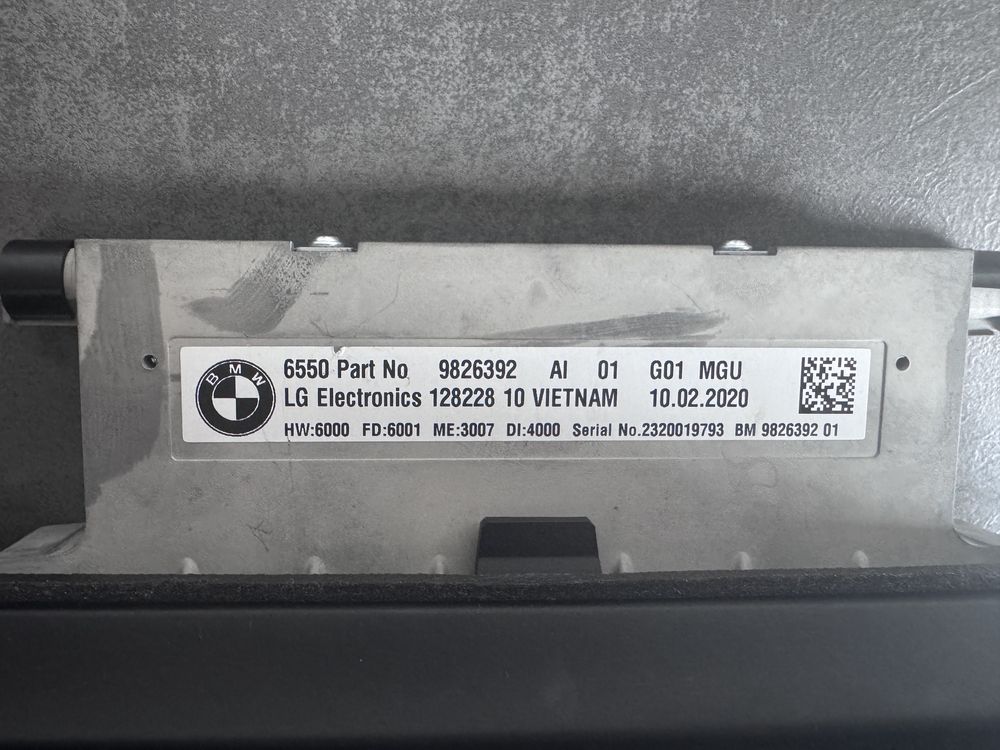 BMW
6550 Part No 9826392 AI 01 G01 MGU
LG Electronics 128228 10 VIETNAM 10.02.2020
HW:6000 FD:6001 ME:3007 DI:4000 Serial No.2320019793 BM 9826392 01